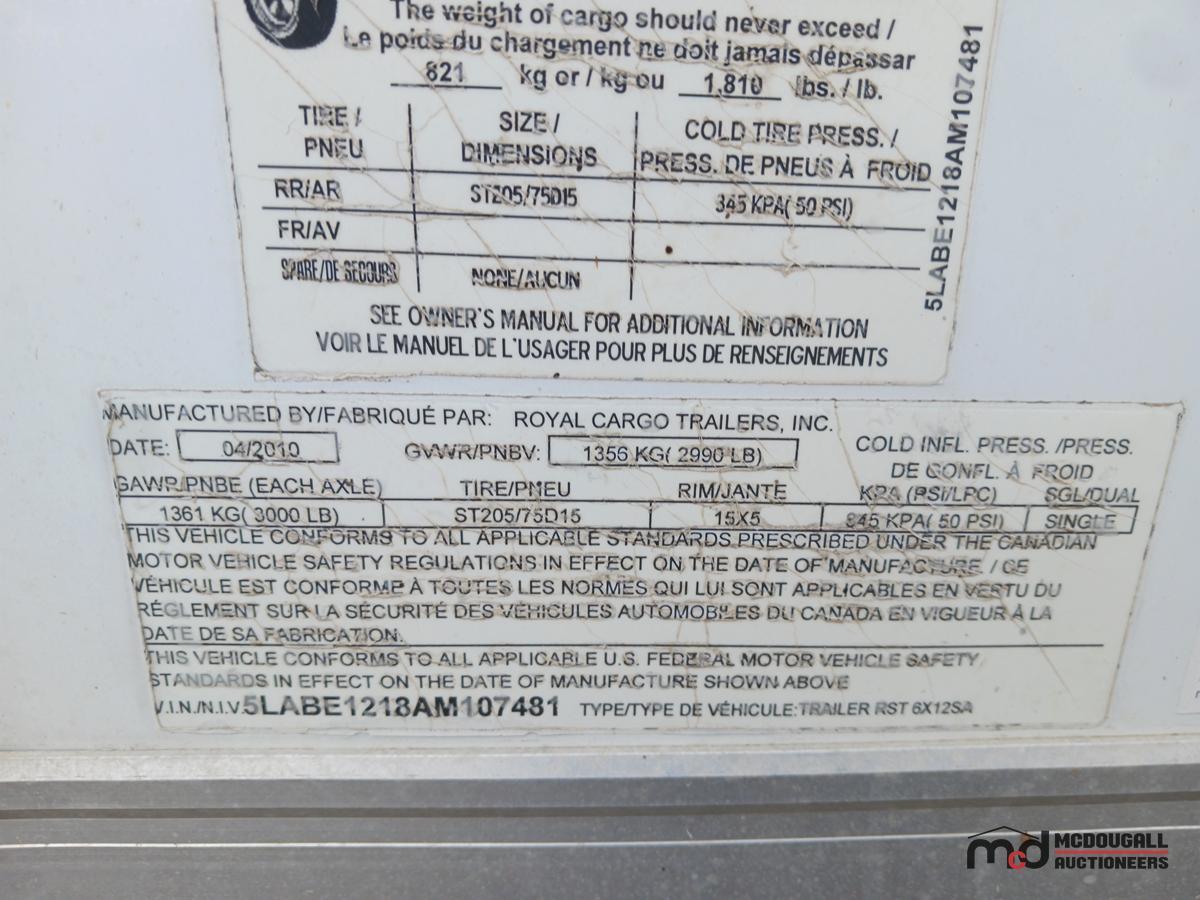 The weight of cargo should never exceed /
Le poids du chargement ne doit jamais dépassar
821 kg or / kg ou 1,810 lbs. / lb.
TIRE / PNEU SIZE / DIMENSIONS COLD TIRE PRESS. / PRESS. DE PNEUS À FROID
RR/AR ST205/75D15 345 KPA( 50 PSI)
FR/AV
SPARE/DE SECOURS NONE/AUCUN
SEE OWNER'S MANUAL FOR ADDITIONAL INFORMATION
VOIR LE MANUEL DE L'USAGER POUR PLUS DE RENSEIGNEMENTS
5LABE1218AM107481
MANUFACTURED BY/FABRIQUÉ PAR: ROYAL CARGO TRAILERS, INC.
DATE: 04/2010 GVWR/PNBV: 1356 KG( 2990 LB) COLD INFL. PRESS. /PRESS. DE GONFL. À FROID
GAWR/PNBE (EACH AXLE) TIRE/PNEU RIM/JANTE KPA (PSI/LPC) SGL/DUAL
1361 KG( 3000 LB) ST205/75D15 15X5 345 KPA( 50 PSI) SINGLE
THIS VEHICLE CONFORMS TO ALL APPLICABLE STANDARDS PRESCRIBED UNDER THE CANADIAN
MOTOR VEHICLE SAFETY REGULATIONS IN EFFECT ON THE DATE OF MANUFACTURE / CE
VÉHICULE EST CONFORME À TOUTES LES NORMES QUI LUI SONT APPLICABLES EN VERTU DU
RÉGLEMENT SUR LA SÉCURITÉ DES VÉHICULES AUTOMOBILES DU CANADA EN VIGUEUR À LA
DATE DE SA FABRICATION.
THIS VEHICLE CONFORMS TO ALL APPLICABLE U.S. FEDERAL MOTOR VEHICLE SAFETY
STANDARDS IN EFFECT ON THE DATE OF MANUFACTURE SHOWN ABOVE
V.I.N./N.I.V. 5LABE1218AM107481 TYPE/TYPE DE VÉHICULE: TRAILER RST 6X12SA
mcd MCDOUGALL
AUCTIONEERS